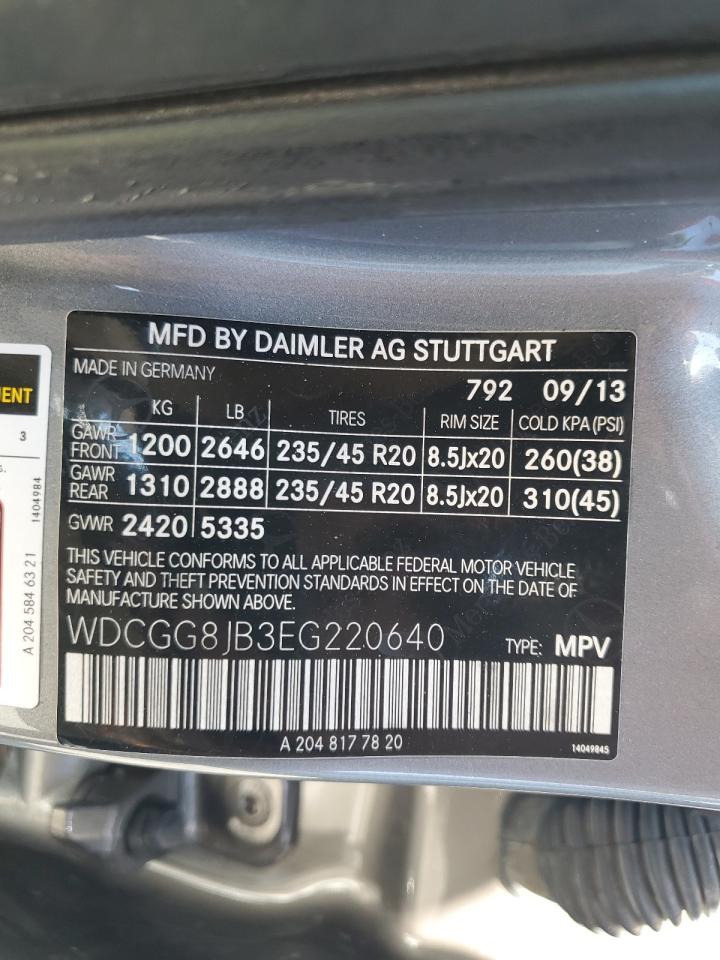 MFD BY DAIMLER AG STUTTGART
MADE IN GERMANY
792 09/13
KG LB TIRES RIM SIZE COLD KPA (PSI)
GAWR FRONT 1200 2646 235/45 R20 8.5Jx20 260(38)
GAWR REAR 1310 2888 235/45 R20 8.5Jx20 310(45)
GVWR 2420 5335
THIS VEHICLE CONFORMS TO ALL APPLICABLE FEDERAL MOTOR VEHICLE
SAFETY AND THEFT PREVENTION STANDARDS IN EFFECT ON THE DATE OF
MANUFACTURE SHOWN ABOVE.
WDCGG8JB3EG220640 TYPE: MPV
A 204 817 78 20
14049845
3
1404984
A 204 584 63 21